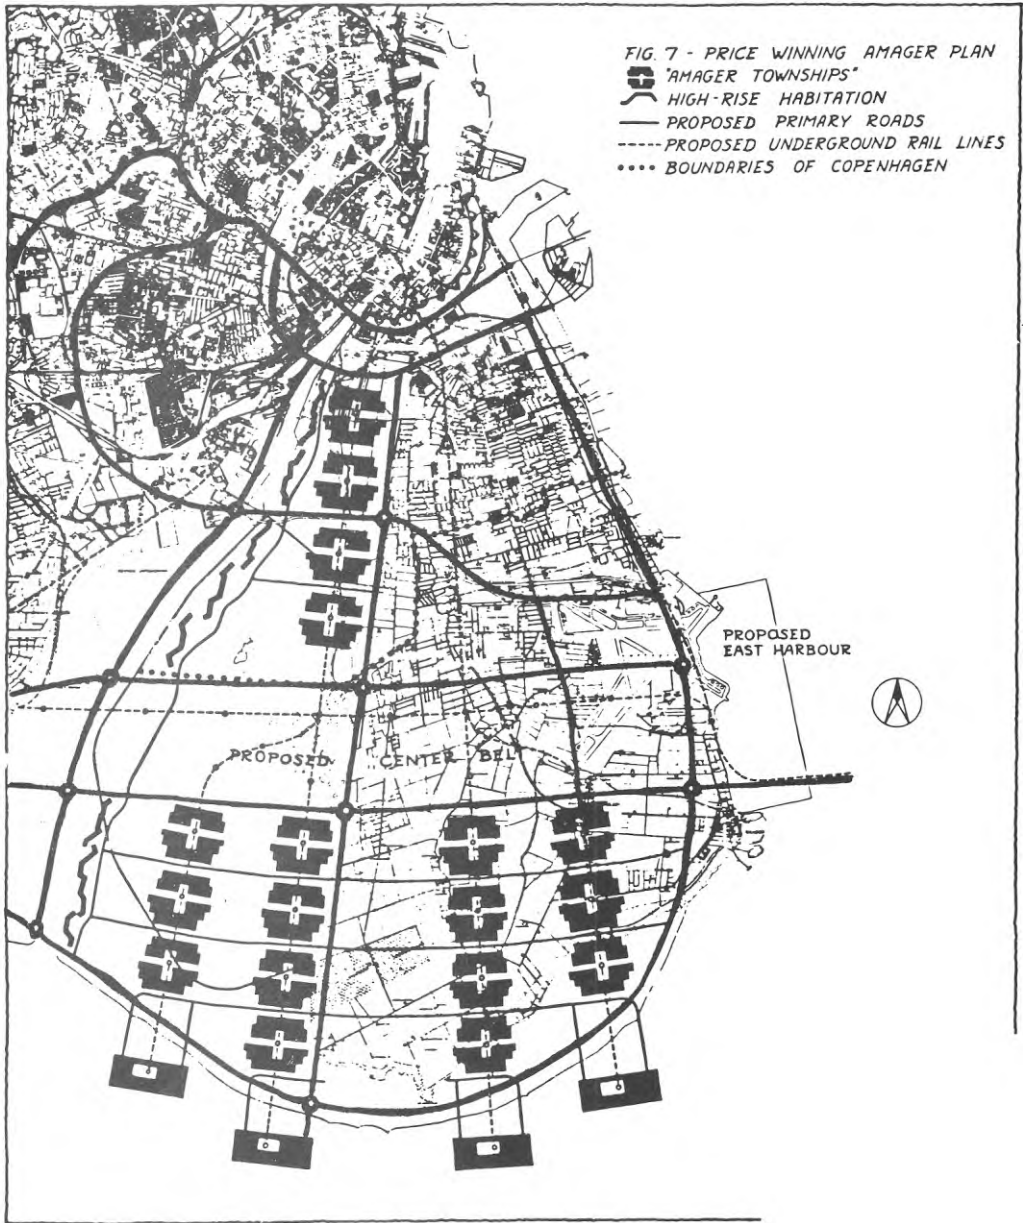 FIG. 7 - PRICE WINNING AMAGER PLAN
"AMAGER TOWNSHIPS"
HIGH-RISE HABITATION
PROPOSED PRIMARY ROADS
PROPOSED UNDERGROUND RAIL LINES
BOUNDARIES OF COPENHAGEN
PROPOSED
EAST HARBOUR
PROPOSED CENTER BEL